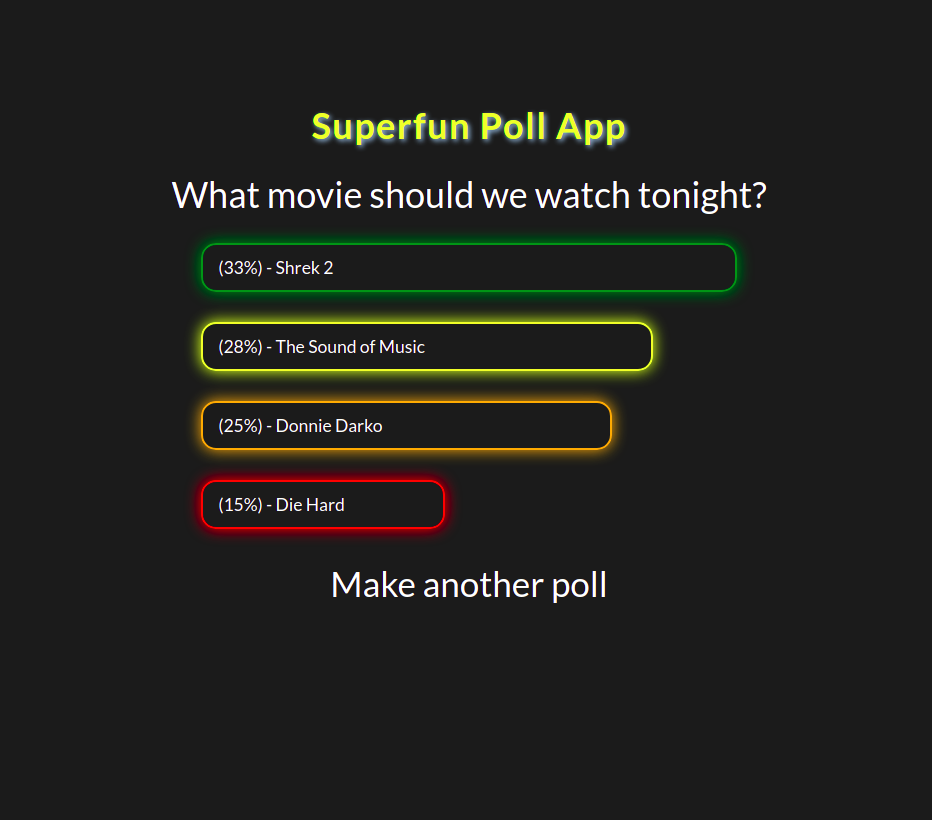 Superfun Poll App
What movie should we watch tonight?
(33%) - Shrek 2
(28%) - The Sound of Music
(25%) - Donnie Darko
(15%) - Die Hard
Make another poll